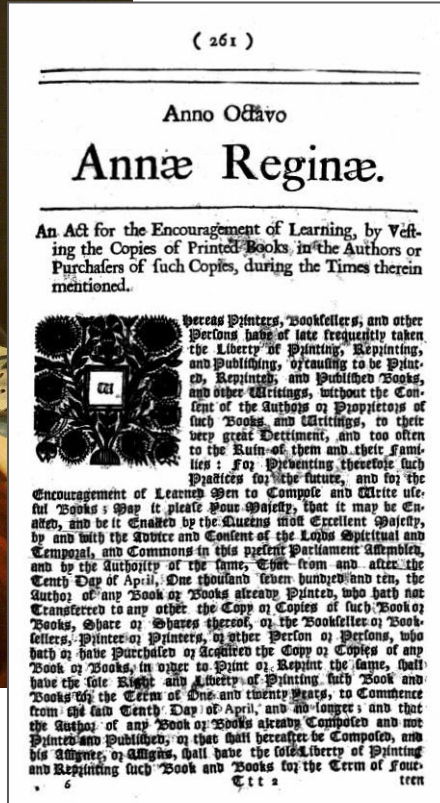 ( 261 )
Anno Octavo
Annæ Reginæ.
An Act for the Encouragement of Learning, by Veſt-
ing the Copies of Printed Books in the Authors or
Purchaſers of ſuch Copies, during the Times therein
mentioned.
Whereas Printers, Bookſellers, and other
Perſons have of late frequently taken
the Liberty of Printing, Reprinting,
and Publiſhing, or cauſing to be Print-
ed, Reprinted, and Publiſhed Books,
and other Writings, without the Con-
ſent of the Authors or Proprietors of
ſuch Books and Writings, to their
very great Detriment, and too often
to the Ruin of them and their Fami-
lies : For Preventing therefore ſuch
Practices for the future, and for the
Encouragement of Learned Men to Compoſe and Write uſe-
ful Books ; May it pleaſe Your Majeſty, that it may be En-
acted, and be it Enacted by the Queens moſt Excellent Majeſty,
by and with the Advice and Conſent of the Lords Spiritual and
Temporal, and Commons in this preſent Parliament Aſſembled,
and by the Authority of the ſame, That from and after the
Tenth Day of April, One thouſand ſeven hundred and ten, the
Author of any Book or Books already Printed, who hath not
Transferred to any other the Copy or Copies of ſuch Book or
Books, Share or Shares thereof, or the Bookſeller or Book-
ſellers, Printer or Printers, or other Perſon or Perſons, who
hath or have Purchaſed or Acquired the Copy or Copies of any
Book or Books, in order to Print or Reprint the ſame, ſhall
have the ſole Right and Liberty of Printing ſuch Book and
Books for the Term of One and twenty Years, to Commence
from the ſaid Tenth Day of April, and no longer ; and that
the Author of any Book or Books already Compoſed and not
Printed and Publiſhed, or that ſhall hereafter be Compoſed, and
his Aſſignee, or Aſſigns, ſhall have the ſole Liberty of Printing
and Reprinting ſuch Book and Books for the Term of Four-
6 Ttt 2 teen